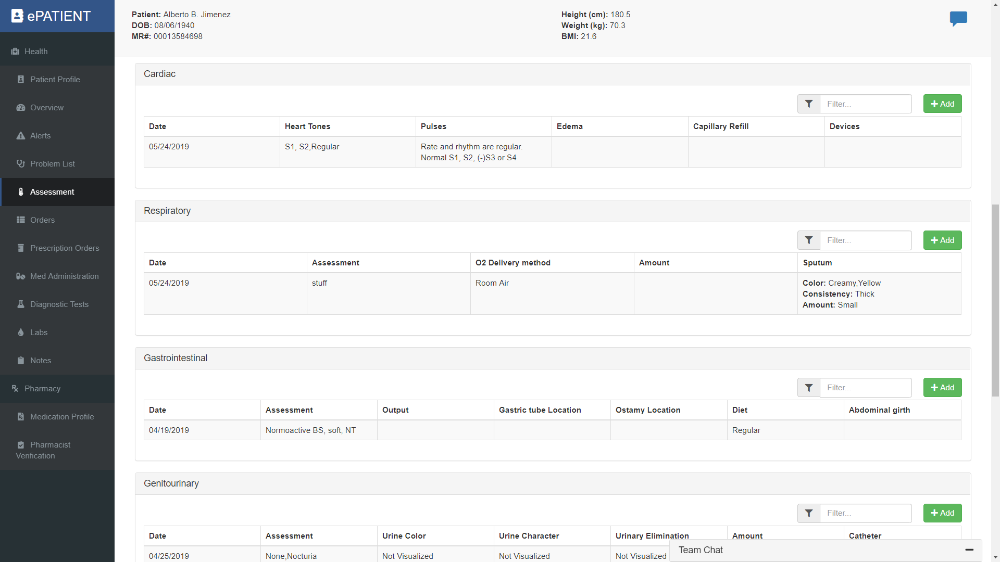 ePATIENT
Health
Patient Profile
Overview
Alerts
Problem List
Assessment
Orders
Prescription Orders
Med Administration
Diagnostic Tests
Labs
Notes
Pharmacy
Medication Profile
Pharmacist
Verification
Patient: Alberto B. Jimenez
DOB: 08/06/1940
MR#: 00013584698
Height (cm): 180.5
Weight (kg): 70.3
BMI: 21.6
Cardiac
Filter... Add
Date Heart Tones Pulses Edema Capillary Refill Devices
05/24/2019 S1, S2,Regular Rate and rhythm are regular.
Normal S1, S2, (-)S3 or S4
Respiratory
Filter... Add
Date Assessment O2 Delivery method Amount Sputum
05/24/2019 stuff Room Air Color: Creamy,Yellow
Consistency: Thick
Amount: Small
Gastrointestinal
Filter... Add
Date Assessment Output Gastric tube Location Ostamy Location Diet Abdominal girth
04/19/2019 Normoactive BS, soft, NT Regular
Genitourinary
Filter... Add
Date Assessment Urine Color Urine Character Urinary Elimination Amount Catheter
04/25/2019 None,Nocturia Not Visualized Not Visualized Not Visualized
Team Chat